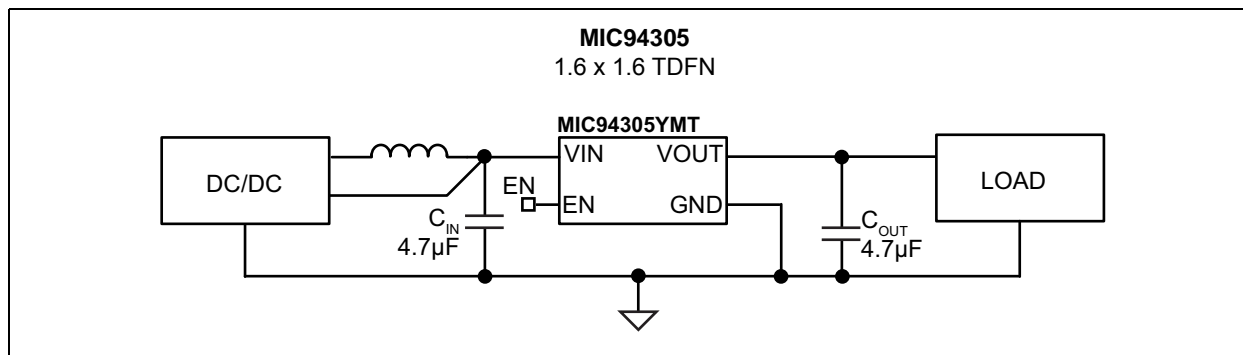 MIC94305
1.6 x 1.6 TDFN
MIC94305YMT
VIN VOUT
DC/DC
LOAD
EN
EN GND
CIN
4.7µF
COUT
4.7µF